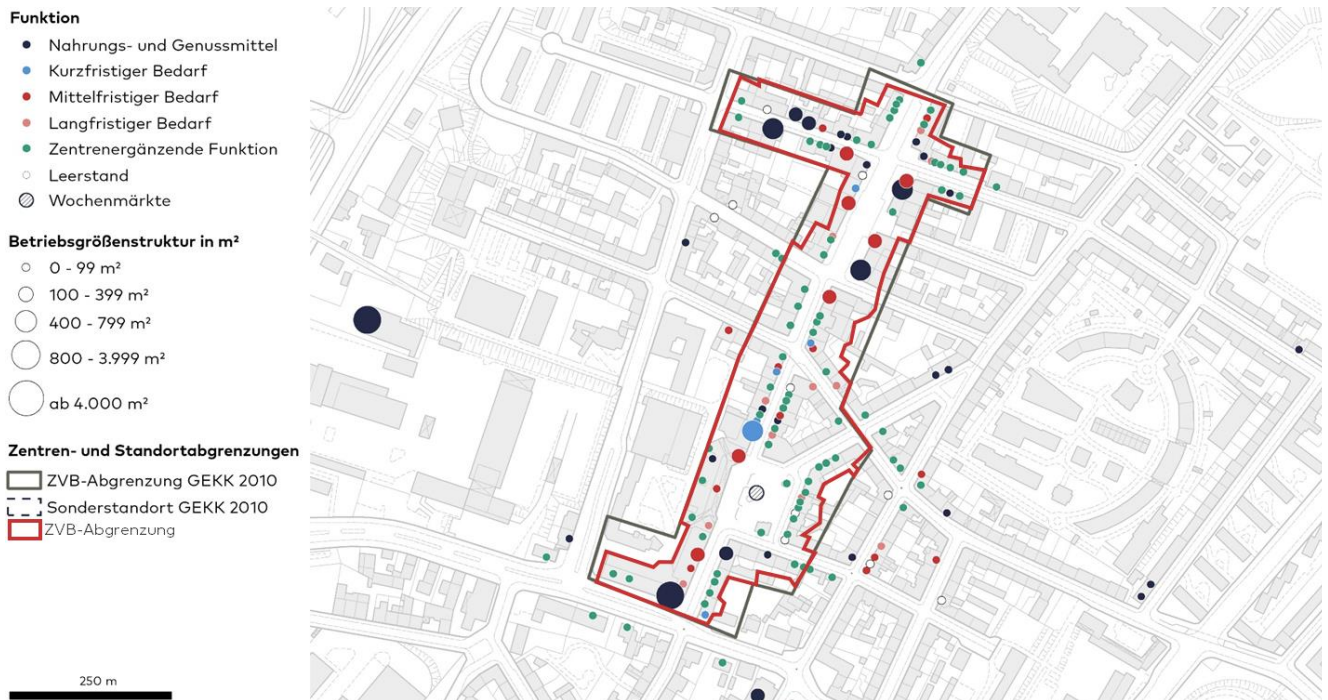 Funktion
Nahrungs- und Genussmittel
Kurzfristiger Bedarf
Mittelfristiger Bedarf
Langfristiger Bedarf
Zentrenergänzende Funktion
Leerstand
Wochenmärkte
Betriebsgrößenstruktur in m²
0 - 99 m²
100 - 399 m²
400 - 799 m²
800 - 3.999 m²
ab 4.000 m²
Zentren- und Standortabgrenzungen
ZVB-Abgrenzung GEKK 2010
Sonderstandort GEKK 2010
ZVB-Abgrenzung
250 m